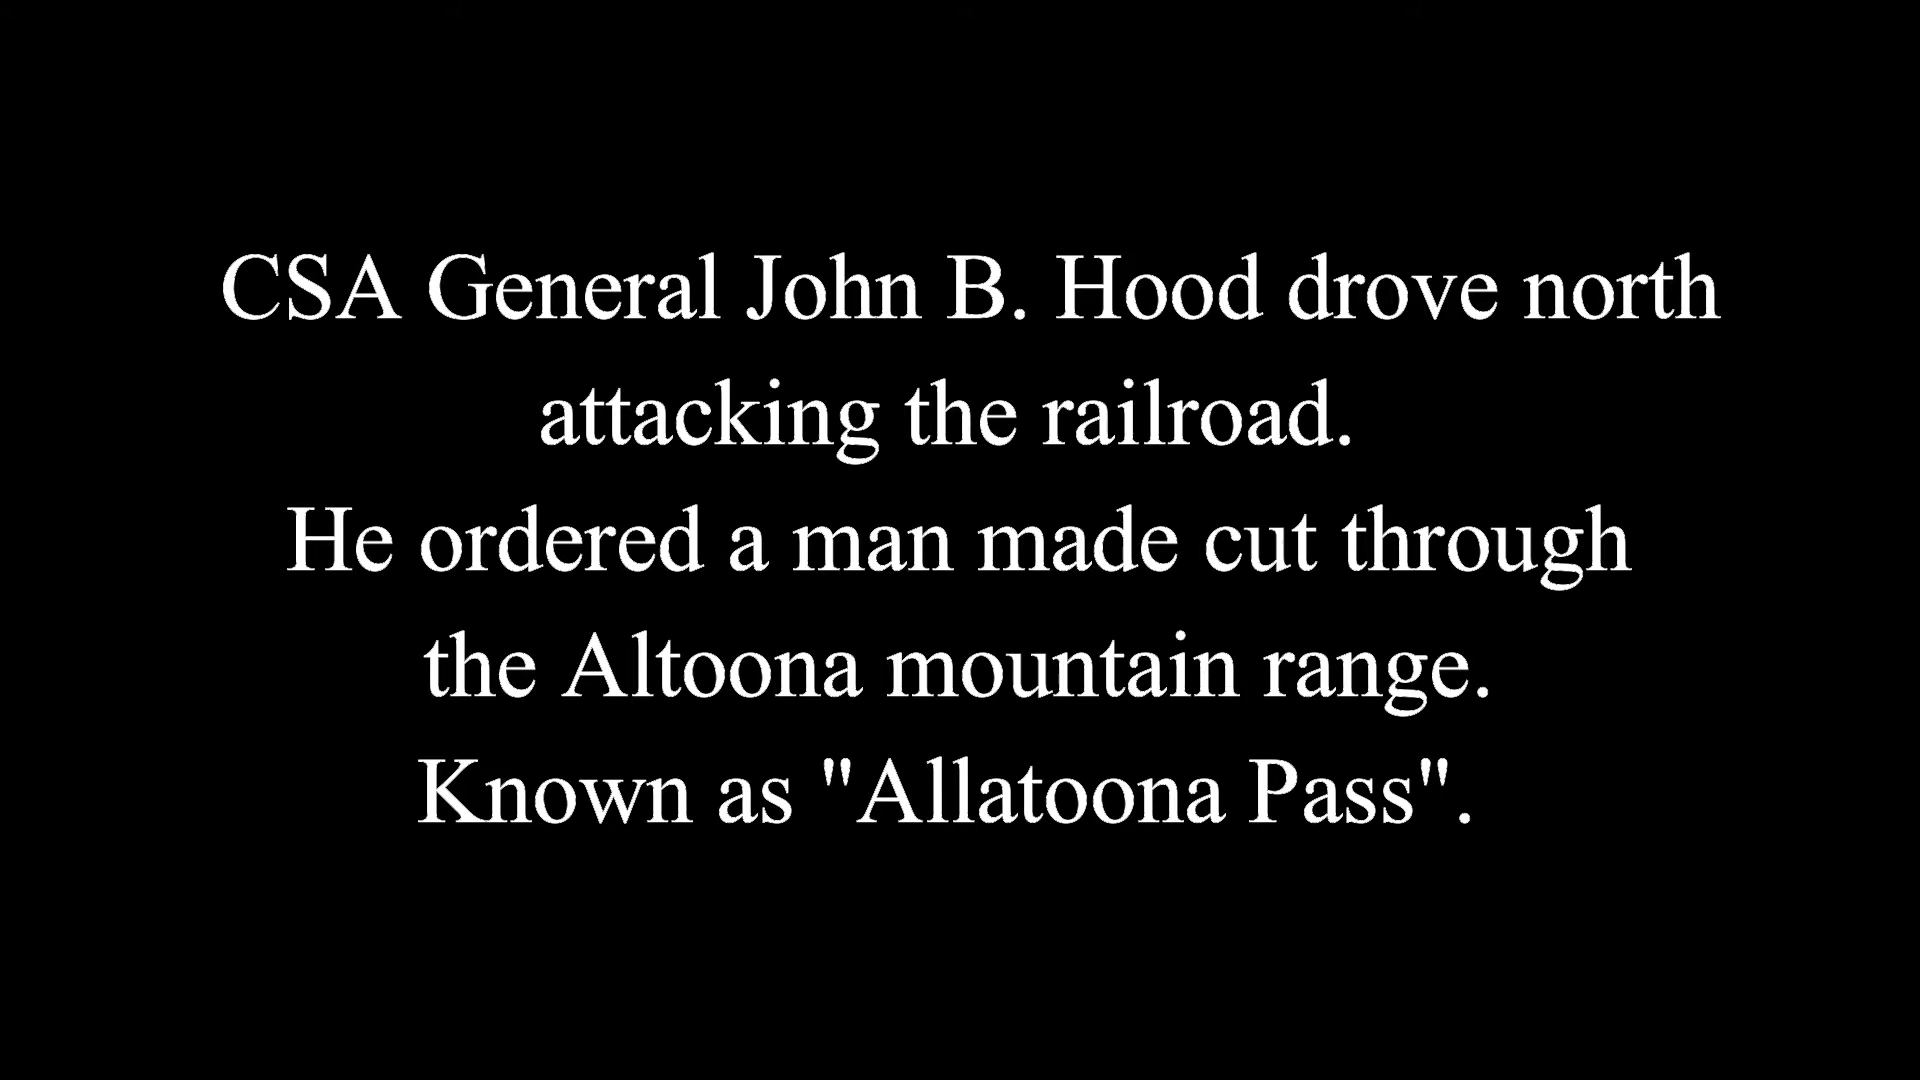 CSA General John B. Hood drove north
attacking the railroad.
He ordered a man made cut through
the Altoona mountain range.
Known as "Allatoona Pass".